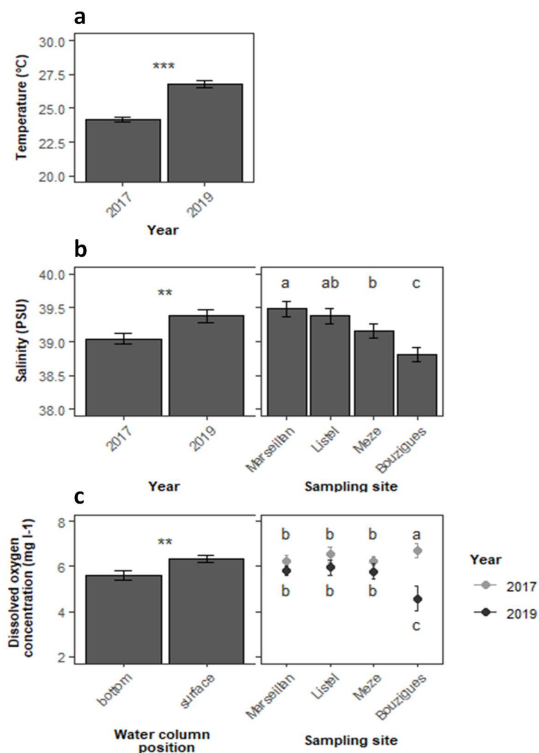 a
Temperature (°C)
30.0
27.5
25.0
22.5
20.0
***
2017
2019
Year
b
Salinity (PSU)
40.0
39.5
39.0
38.5
38.0
**
2017
2019
Year
a
ab
b
c
Marseillan
Listel
Meze
Bouzigues
Sampling site
c
Dissolved oxygen
concentration (mg l-1)
8
6
4
2
**
bottom
surface
Water column
position
b
b
b
a
b
b
b
c
Marseillan
Listel
Meze
Bouzigues
Sampling site
Year
2017
2019